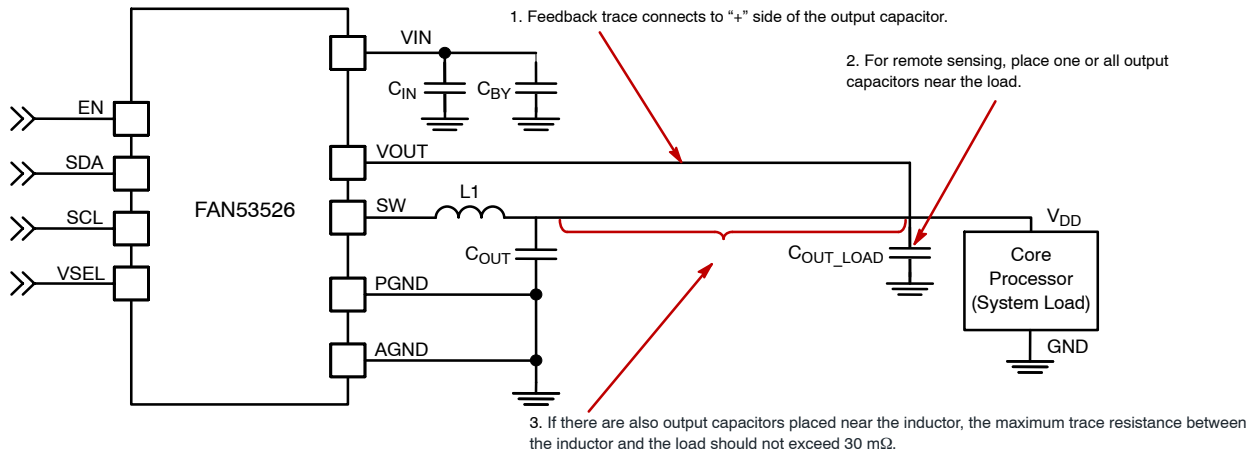 1. Feedback trace connects to “+” side of the output capacitor.
VIN
2. For remote sensing, place one or all output
capacitors near the load.
CIN
CBY
EN
VOUT
SDA
L1
FAN53526
SW
SCL
VDD
COUT
COUT_LOAD
Core
Processor
(System Load)
VSEL
PGND
GND
AGND
3. If there are also output capacitors placed near the inductor, the maximum trace resistance between
the inductor and the load should not exceed 30 mΩ.